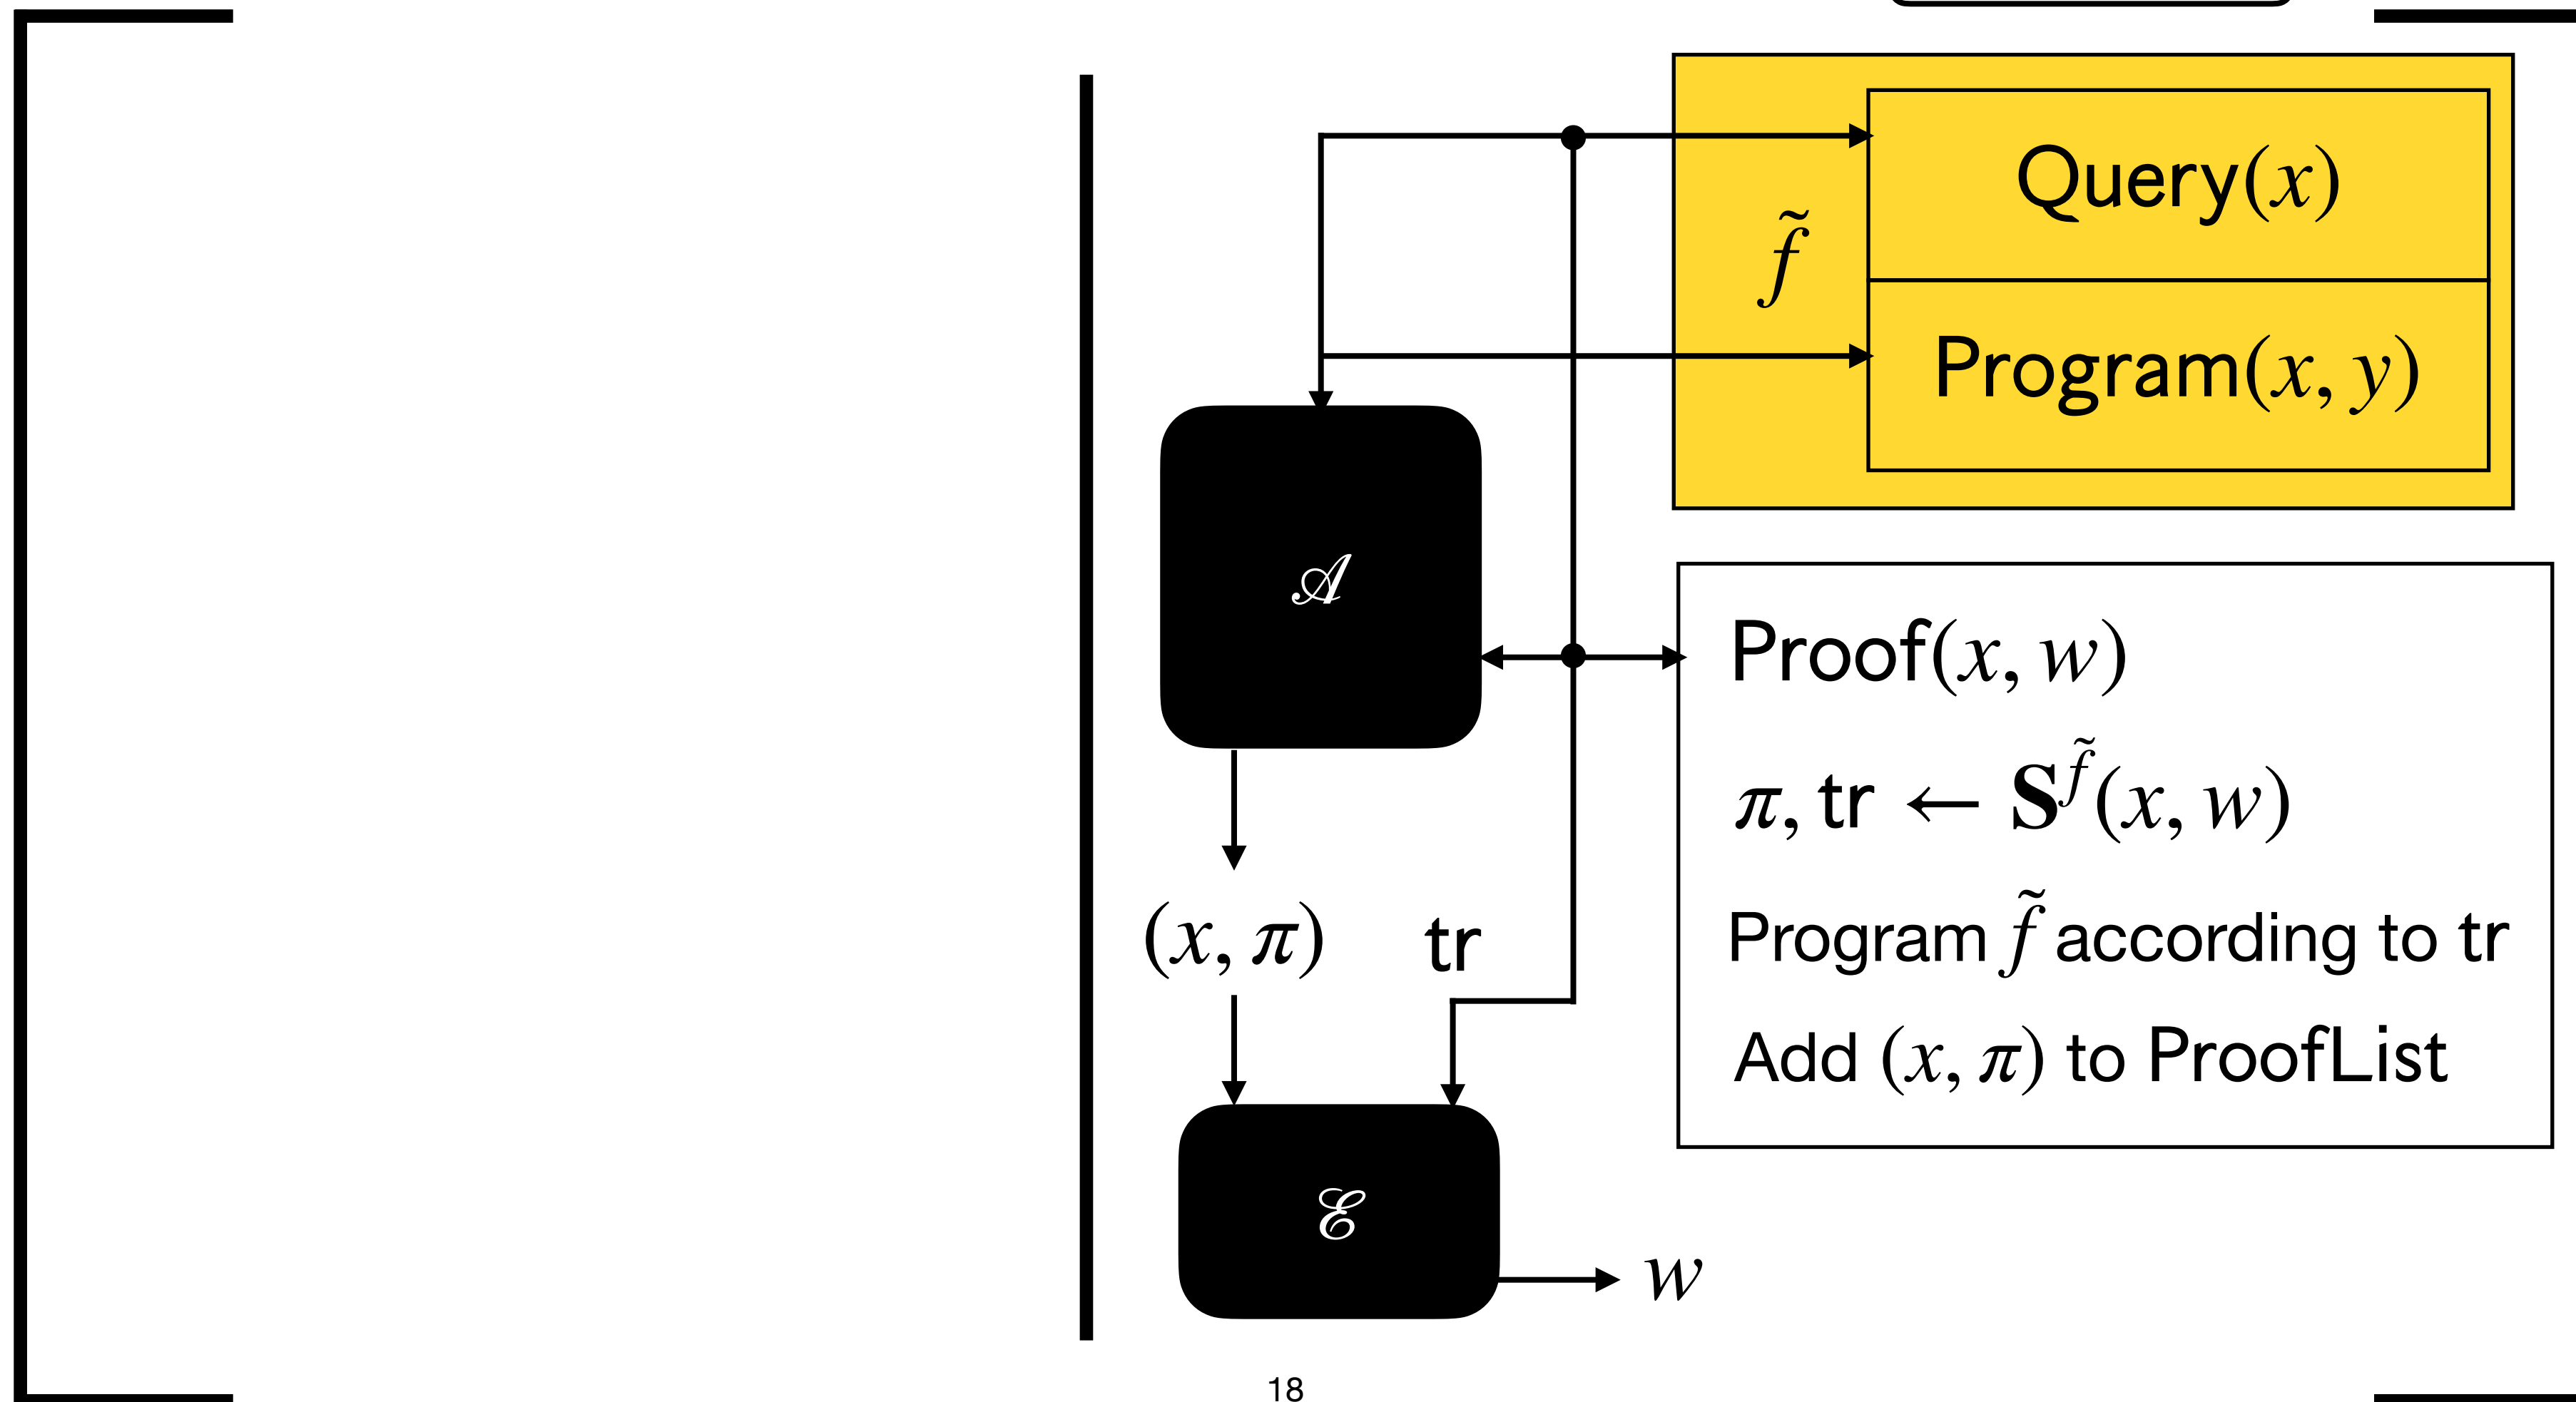 Query(x)
f̃
Program(x, y)
𝒜
Proof(x, w)
π, tr ← S^f̃(x, w)
(x, π) tr
Program f̃ according to tr
Add (x, π) to ProofList
ℰ
w
18